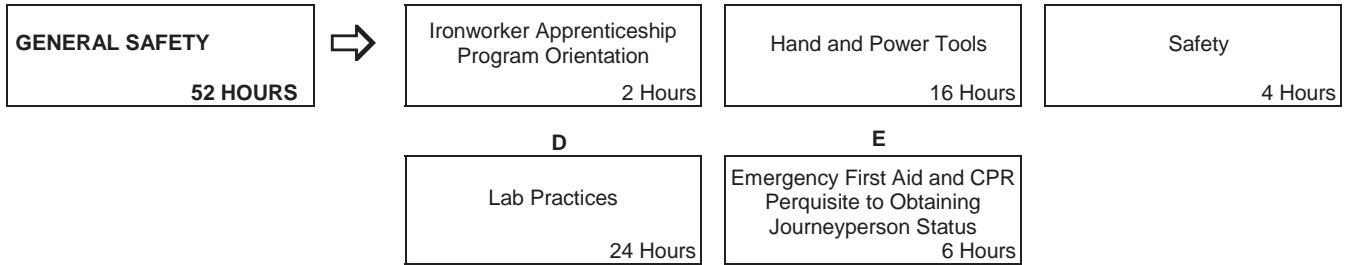 GENERAL SAFETY
52 HOURS
Ironworker Apprenticeship
Program Orientation
2 Hours
Hand and Power Tools
16 Hours
Safety
4 Hours
D
Lab Practices
24 Hours
E
Emergency First Aid and CPR
Perquisite to Obtaining
Journeyperson Status
6 Hours